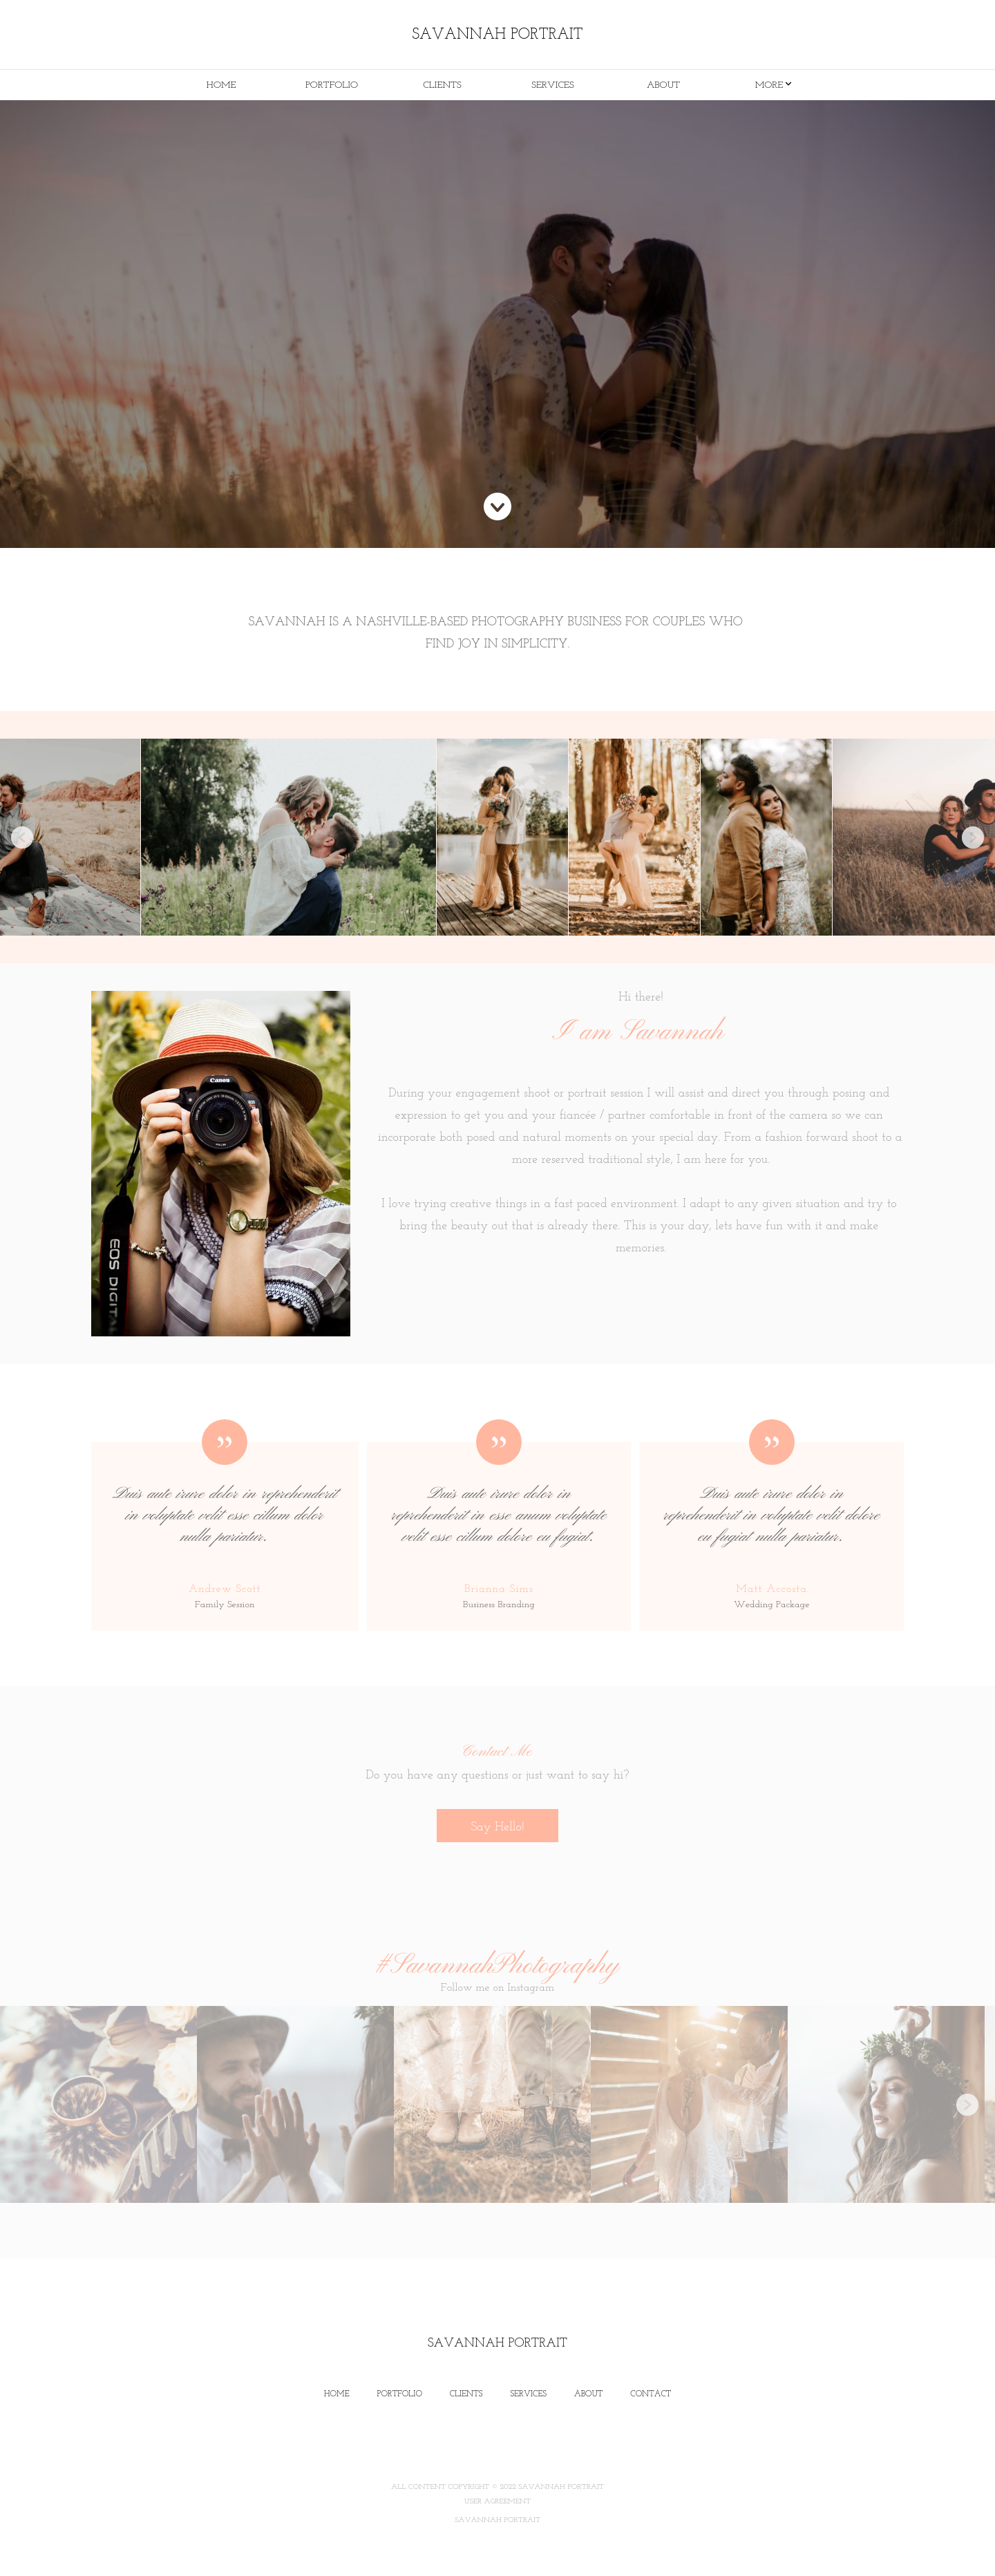 SAVANNAH PORTRAIT
HOME PORTFOLIO CLIENTS SERVICES ABOUT MORE
SAVANNAH IS A NASHVILLE-BASED PHOTOGRAPHY BUSINESS FOR COUPLES WHO
FIND JOY IN SIMPLICITY.
Canon
EOS DIGITAL
Hi there!
I am Savannah
During your engagement shoot or portrait session I will assist and direct you through posing and
expression to get you and your fiancée / partner comfortable in front of the camera so we can
incorporate both posed and natural moments on your special day. From a fashion forward shoot to a
more reserved traditional style, I am here for you.
I love trying creative things in a fast paced environment. I adapt to any given situation and try to
bring the beauty out that is already there. This is your day, lets have fun with it and make
memories.
Duis aute irure dolor in reprehenderit
in voluptate velit esse cillum dolor
nulla pariatur.
Andrew Scott
Family Session
Duis aute irure dolor in
reprehenderit in esse anum voluptate
velit esse cillum dolore eu fugiat.
Brianna Sims
Business Branding
Duis aute irure dolor in
reprehenderit in voluptate velit dolore
eu fugiat nulla pariatur.
Matt Accosta
Wedding Package
Contact Me
Do you have any questions or just want to say hi?
Say Hello!
#SavannahPhotography
Follow me on Instagram
SAVANNAH PORTRAIT
HOME PORTFOLIO CLIENTS SERVICES ABOUT CONTACT
ALL CONTENT COPYRIGHT © 2022 SAVANNAH PORTRAIT
USER AGREEMENT
SAVANNAH PORTRAIT